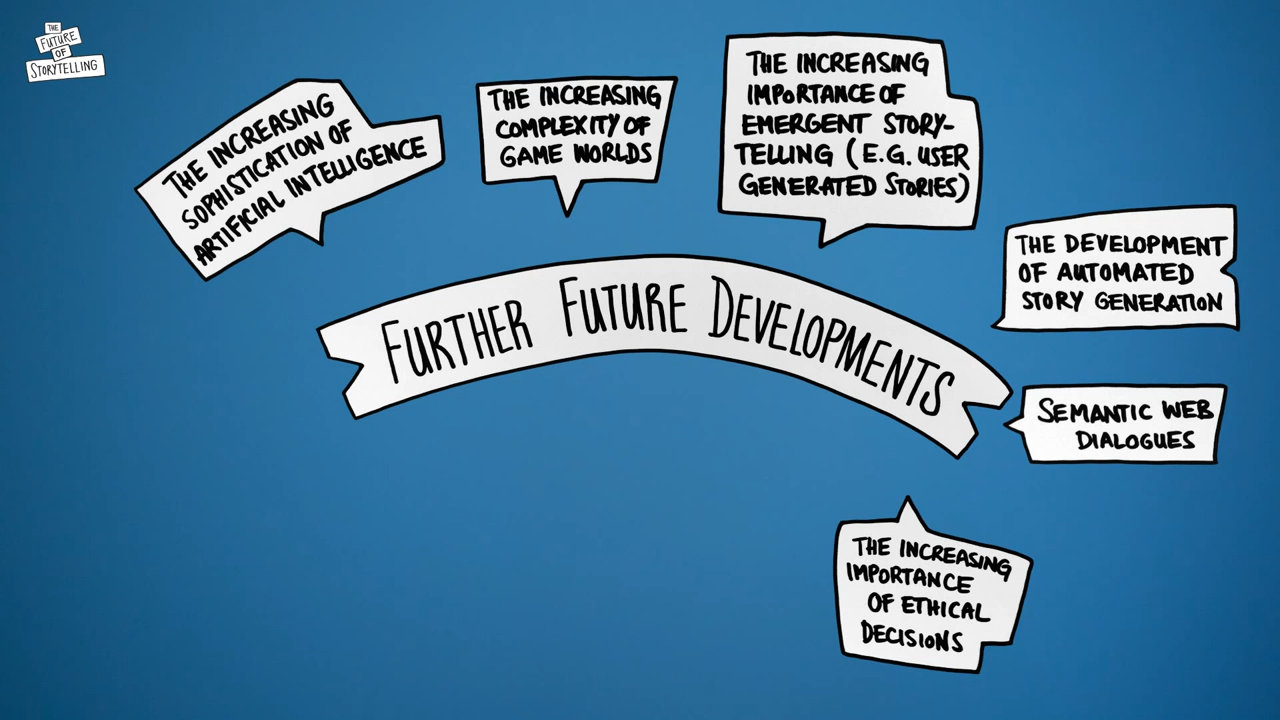 THE
FUTURE
OF
STORYTELLING
THE INCREASING
SOPHISTICATION OF
ARTIFICIAL INTELLIGENCE
THE INCREASING
COMPLEXITY OF
GAME WORLDS
THE INCREASING
IMPORTANCE OF
EMERGENT STORY-
TELLING (E.G. USER
GENERATED STORIES)
THE DEVELOPMENT
OF AUTOMATED
STORY GENERATION
FURTHER FUTURE DEVELOPMENTS
SEMANTIC WEB
DIALOGUES
THE INCREASING
IMPORTANCE
OF ETHICAL
DECISIONS